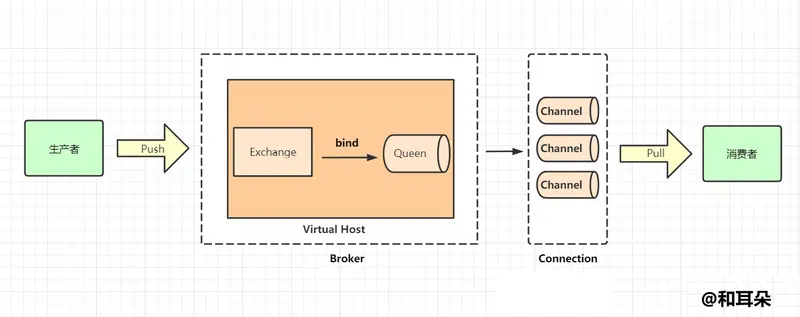 生产者
Push
Exchange
bind
Queen
Virtual Host
Broker
Channel
Channel
Channel
Connection
Pull
消费者
@和耳朵